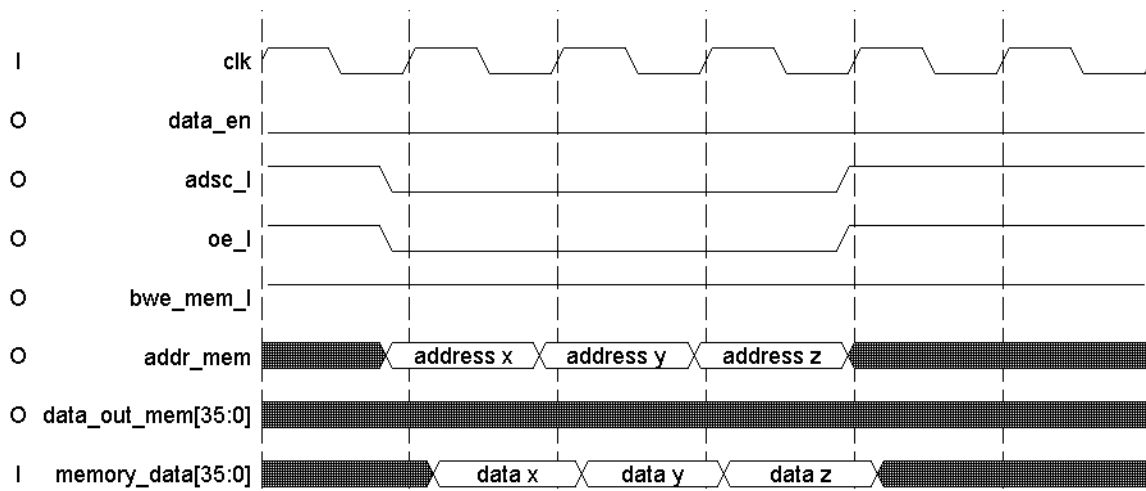 I clk
O data_en
O adsc_l
O oe_l
O bwe_mem_l
O addr_mem address x address y address z
O data_out_mem[35:0]
I memory_data[35:0] data x data y data z